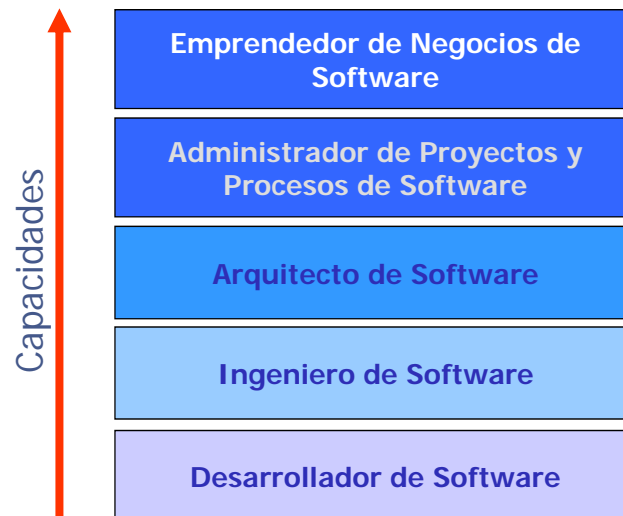 Emprendedor de Negocios de
Software
Administrador de Proyectos y
Procesos de Software
Arquitecto de Software
Ingeniero de Software
Desarrollador de Software
Capacidades